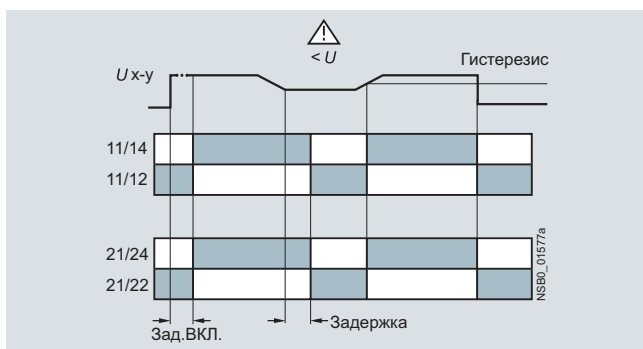 < U
Гистерезис
U x-y
11/14
11/12
21/24
21/22
NSB0_01577a
Задержка
Зад.ВКЛ.